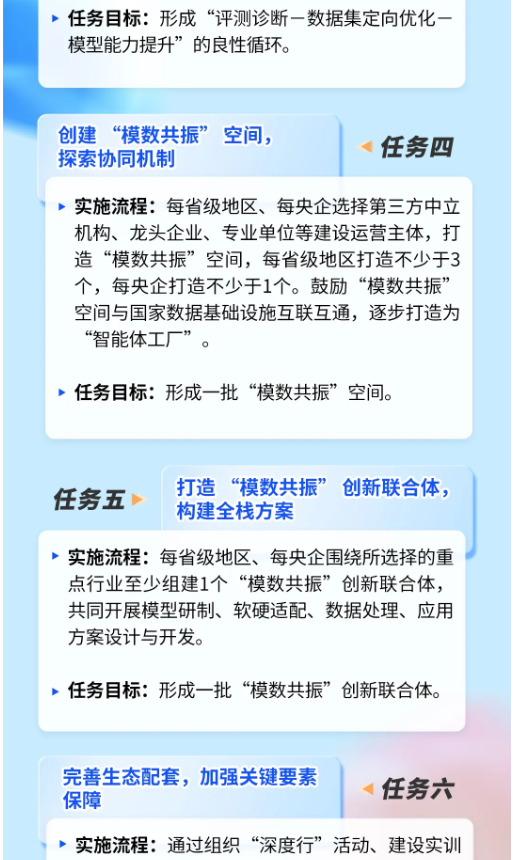 任务目标：形成“评测诊断－数据集定向优化－
模型能力提升”的良性循环。
创建“模数共振”空间，
探索协同机制
任务四
实施流程：每省级地区、每央企选择第三方中立
机构、龙头企业、专业单位等建设运营主体，打
造“模数共振”空间，每省级地区打造不少于3
个，每央企打造不少于1个。鼓励“模数共振”
空间与国家数据基础设施互联互通，逐步打造为
“智能体工厂”。
任务目标：形成一批“模数共振”空间。
任务五
打造“模数共振”创新联合体，
构建全栈方案
实施流程：每省级地区、每央企围绕所选择的重
点行业至少组建1个“模数共振”创新联合体，
共同开展模型研制、软硬适配、数据处理、应用
方案设计与开发。
任务目标：形成一批“模数共振”创新联合体。
完善生态配套，加强关键要素
保障
任务六
实施流程：通过组织“深度行”活动、建设实训